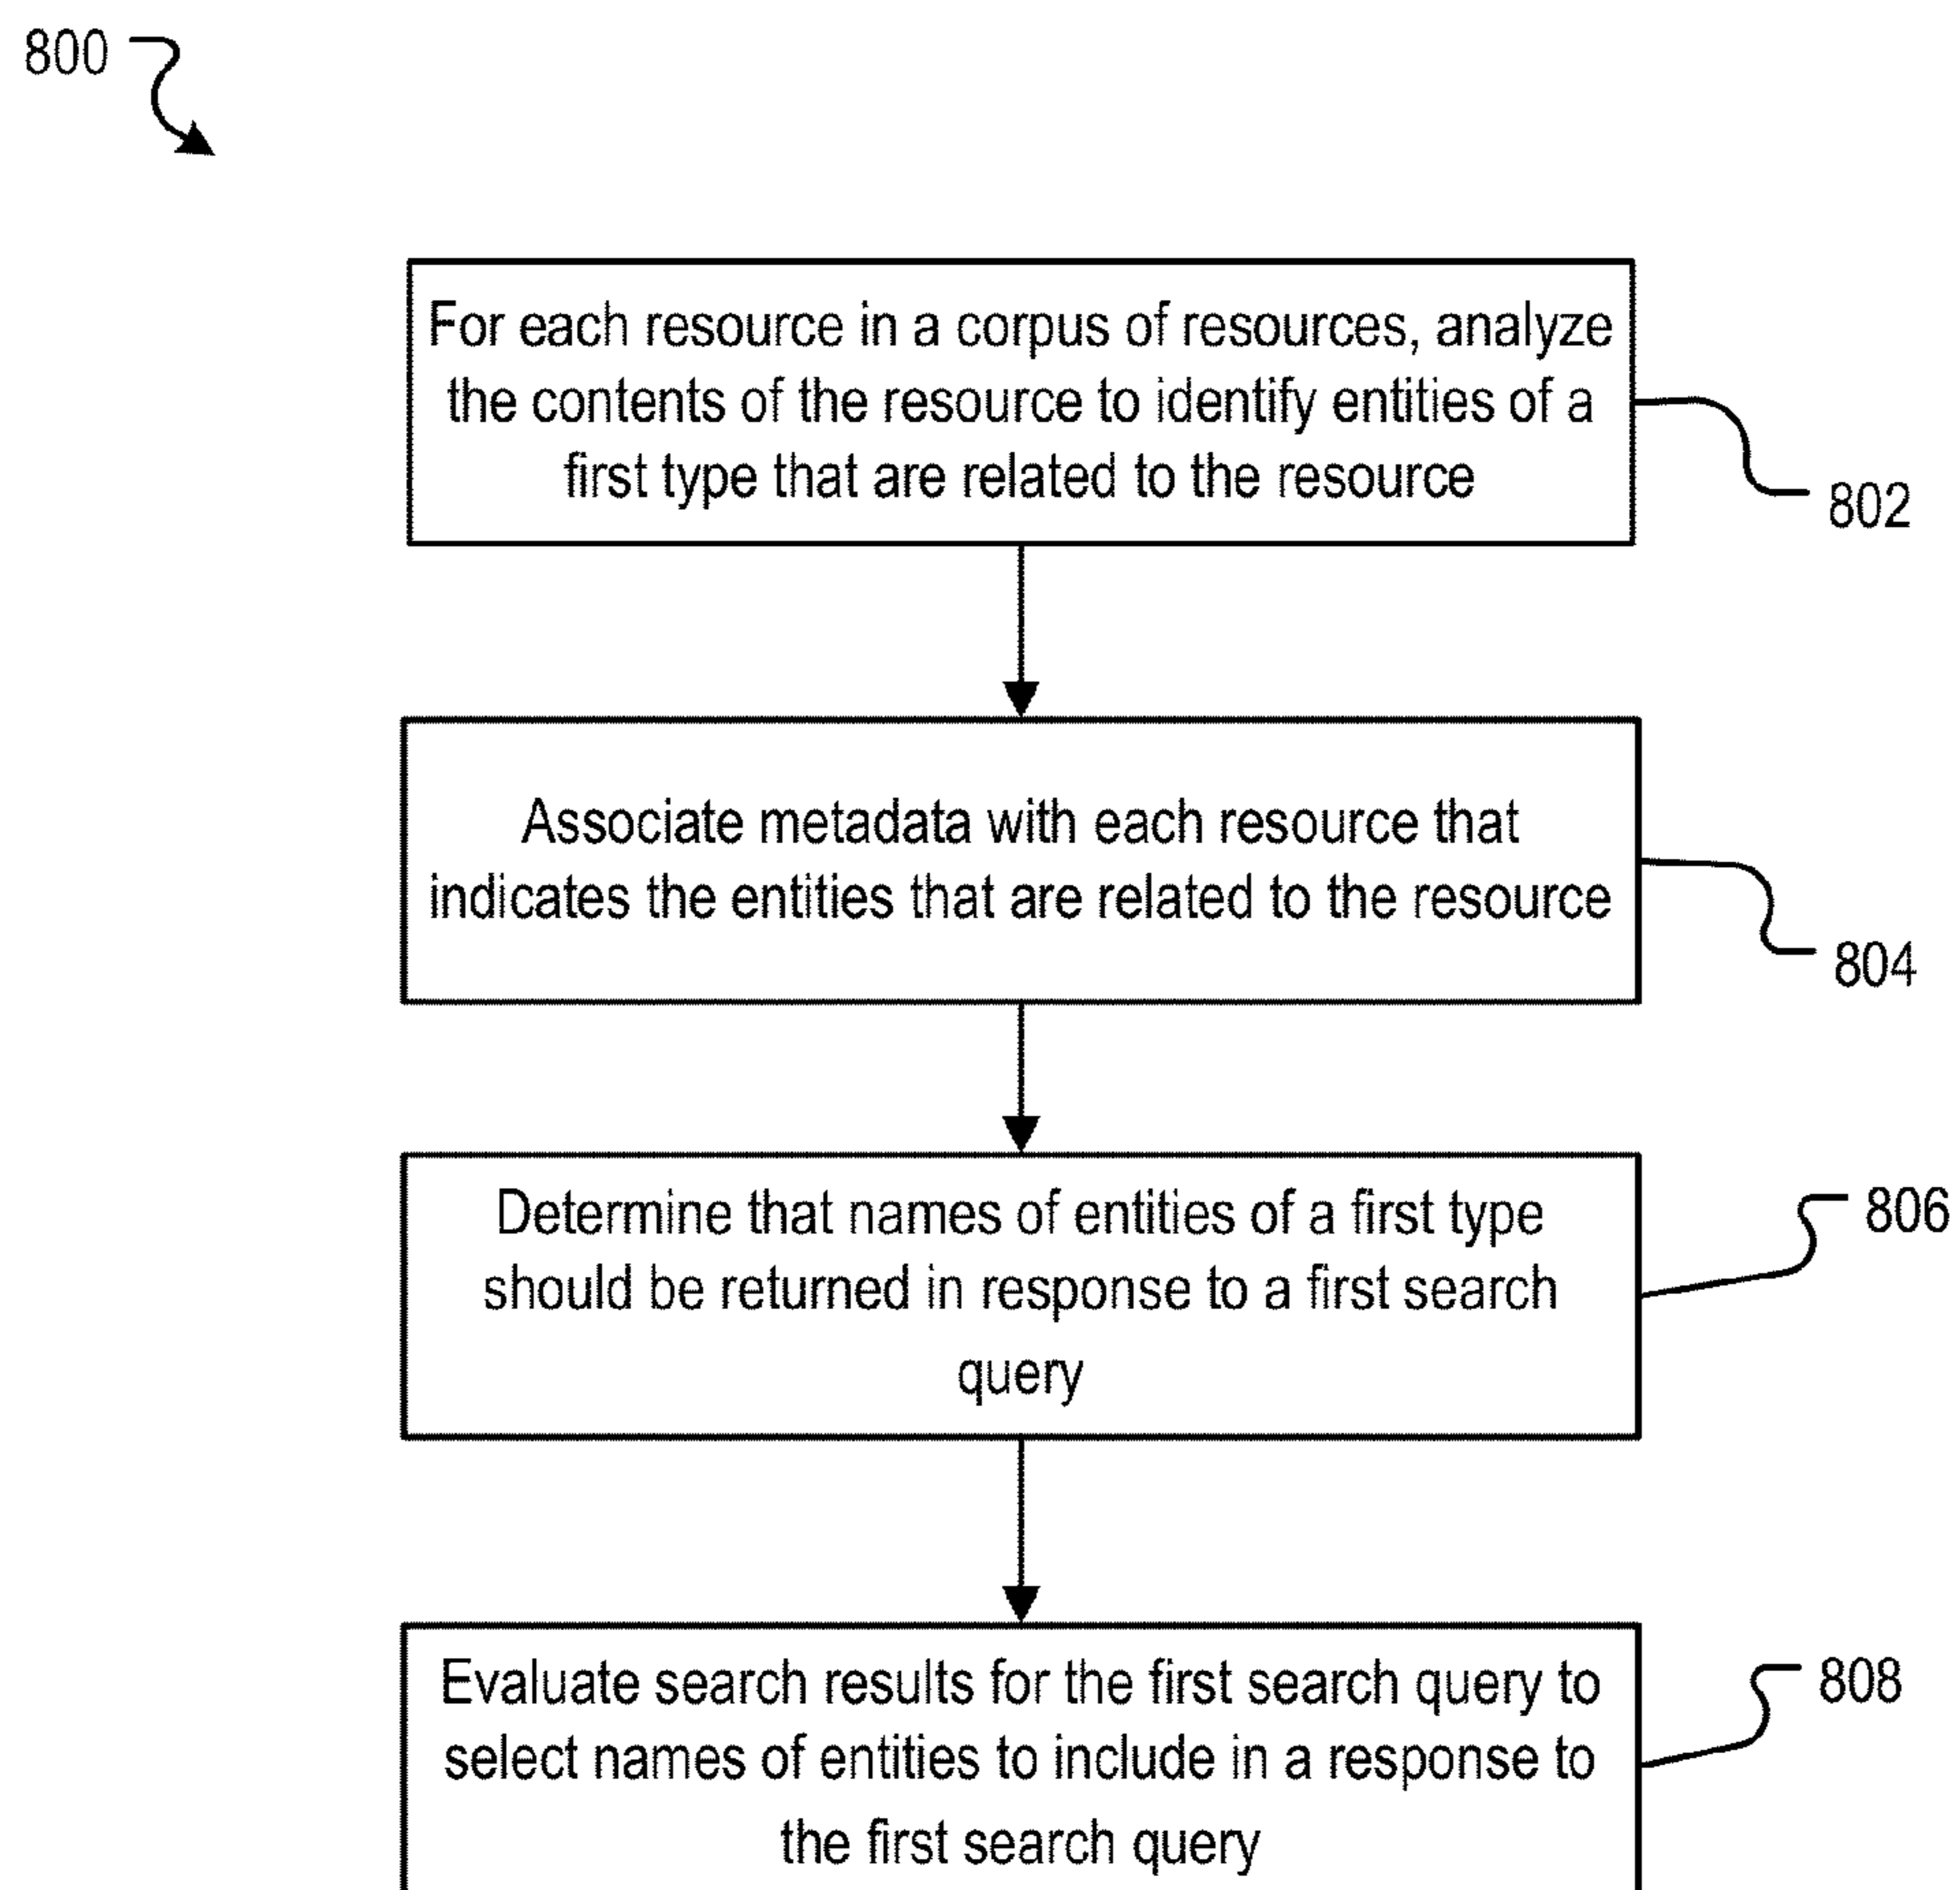 800
For each resource in a corpus of resources, analyze
the contents of the resource to identify entities of a
first type that are related to the resource
802
Associate metadata with each resource that
indicates the entities that are related to the resource
804
Determine that names of entities of a first type
should be returned in response to a first search
query
806
Evaluate search results for the first search query to
select names of entities to include in a response to
the first search query
808